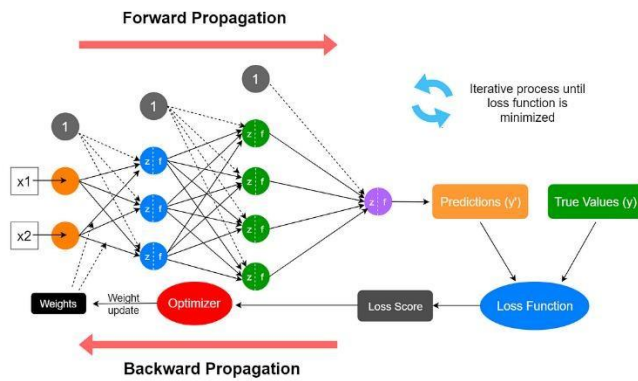 Forward Propagation
1
1
1
Iterative process until
loss function is
minimized
z f
z f
z f
z f
z f
z f
z f
z f
x1
x2
Predictions (y')
True Values (y)
Weights
Weight
update
Optimizer
Loss Score
Loss Function
Backward Propagation